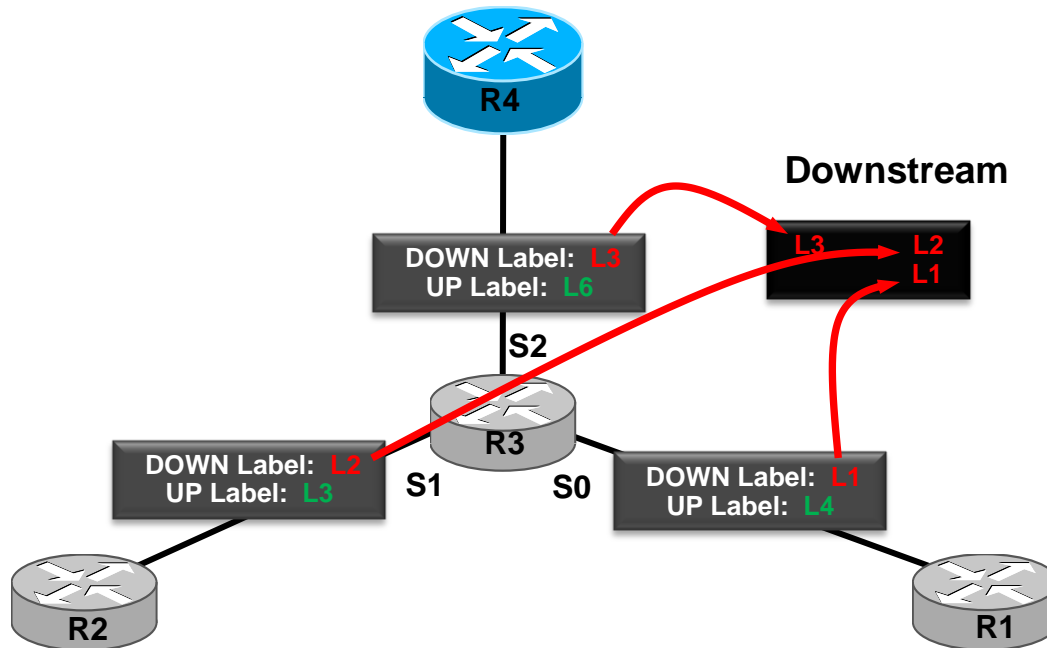 R4
Downstream
L3 L2
L1
DOWN Label: L3
UP Label: L6
S2
R3
DOWN Label: L2
UP Label: L3
S1
S0
DOWN Label: L1
UP Label: L4
R2
R1